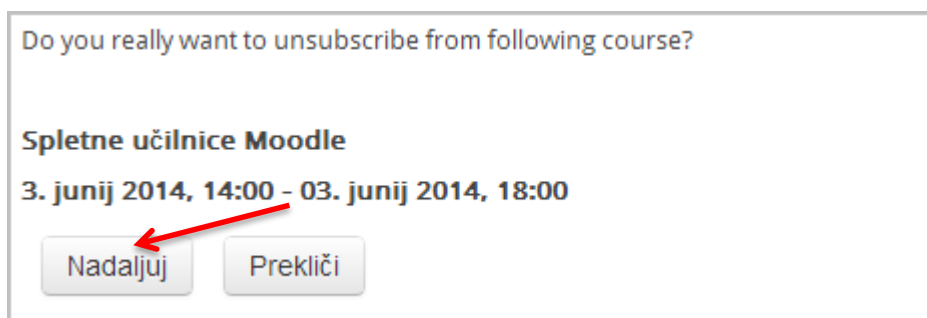 Do you really want to unsubscribe from following course?
Spletne učilnice Moodle
3. junij 2014, 14:00 - 03. junij 2014, 18:00
Nadaljuj Prekliči